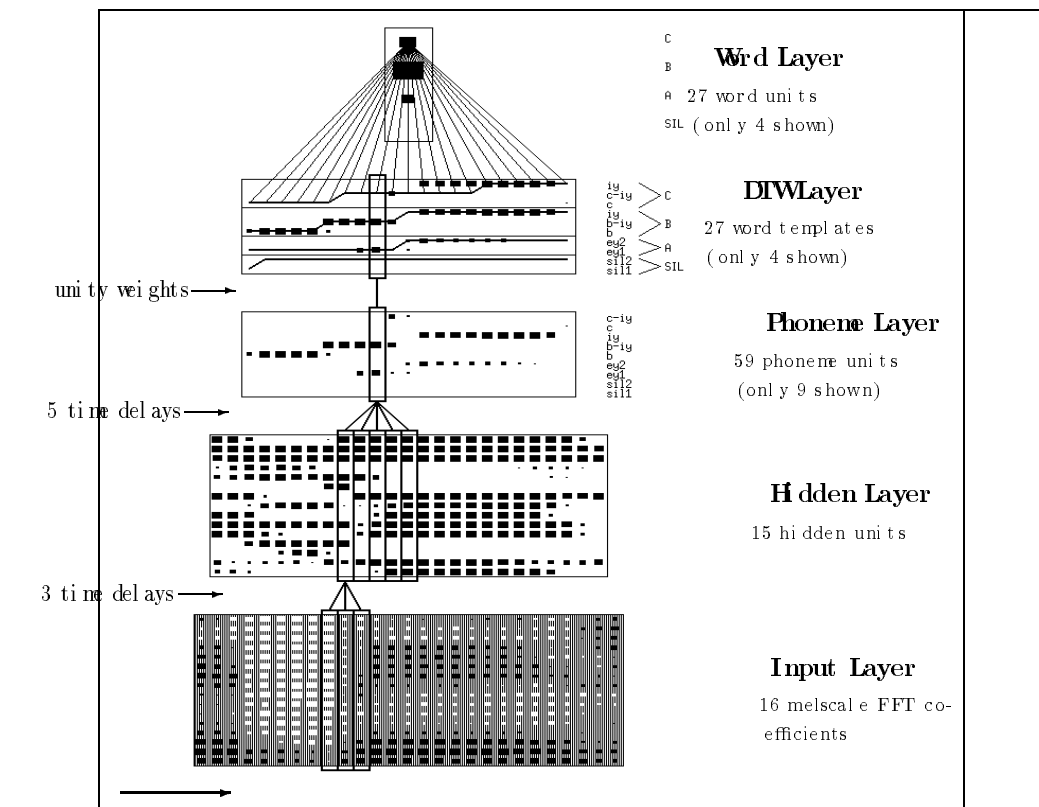 C
Word Layer
B
A 27 word units
SIL (only 4 shown)
iy
c-iy
c
C
DTW Layer
iy
b-iy
b
B
27 word templates
ey2
ey1
A
(only 4 shown)
sil2
sil1
SIL
unity weights
c-iy
c
iy
b-iy
b
ey2
ey1
sil2
sil1
Phoneme Layer
59 phoneme units
(only 9 shown)
5 time delays
Hidden Layer
15 hidden units
3 time delays
Input Layer
16 melscale FFT co-
efficients